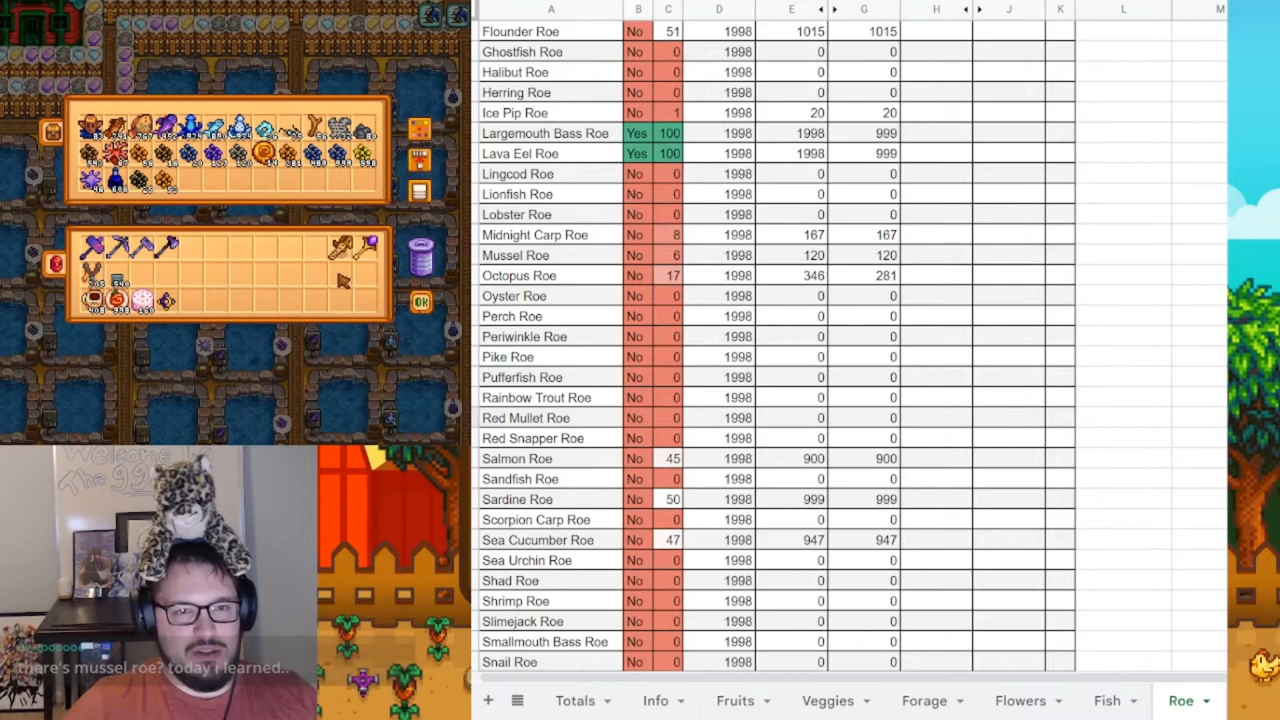 A B C D E G H J K L M
Flounder Roe No 51 1998 1015 1015
Ghostfish Roe No 0 1998 0 0
Halibut Roe No 0 1998 0 0
Herring Roe No 0 1998 0 0
Ice Pip Roe No 1 1998 20 20
Largemouth Bass Roe Yes 100 1998 1998 999
Lava Eel Roe Yes 100 1998 1998 999
Lingcod Roe No 0 1998 0 0
Lionfish Roe No 0 1998 0 0
Lobster Roe No 0 1998 0 0
Midnight Carp Roe No 8 1998 167 167
Mussel Roe No 6 1998 120 120
Octopus Roe No 17 1998 346 281
Oyster Roe No 0 1998 0 0
Perch Roe No 0 1998 0 0
Periwinkle Roe No 0 1998 0 0
Pike Roe No 0 1998 0 0
Pufferfish Roe No 0 1998 0 0
Rainbow Trout Roe No 0 1998 0 0
Red Mullet Roe No 0 1998 0 0
Red Snapper Roe No 0 1998 0 0
Salmon Roe No 45 1998 900 900
Sandfish Roe No 0 1998 0 0
Sardine Roe No 50 1998 999 999
Scorpion Carp Roe No 0 1998 0 0
Sea Cucumber Roe No 47 1998 947 947
Sea Urchin Roe No 0 1998 0 0
Shad Roe No 0 1998 0 0
Shrimp Roe No 0 1998 0 0
Slimejack Roe No 0 1998 0 0
Smallmouth Bass Roe No 0 1998 0 0
Snail Roe No 0 1998 0 0
Totals Info Fruits Veggies Forage Flowers Fish Roe
OK
Welcome To
The 99
there's mussel roe? today i learned..